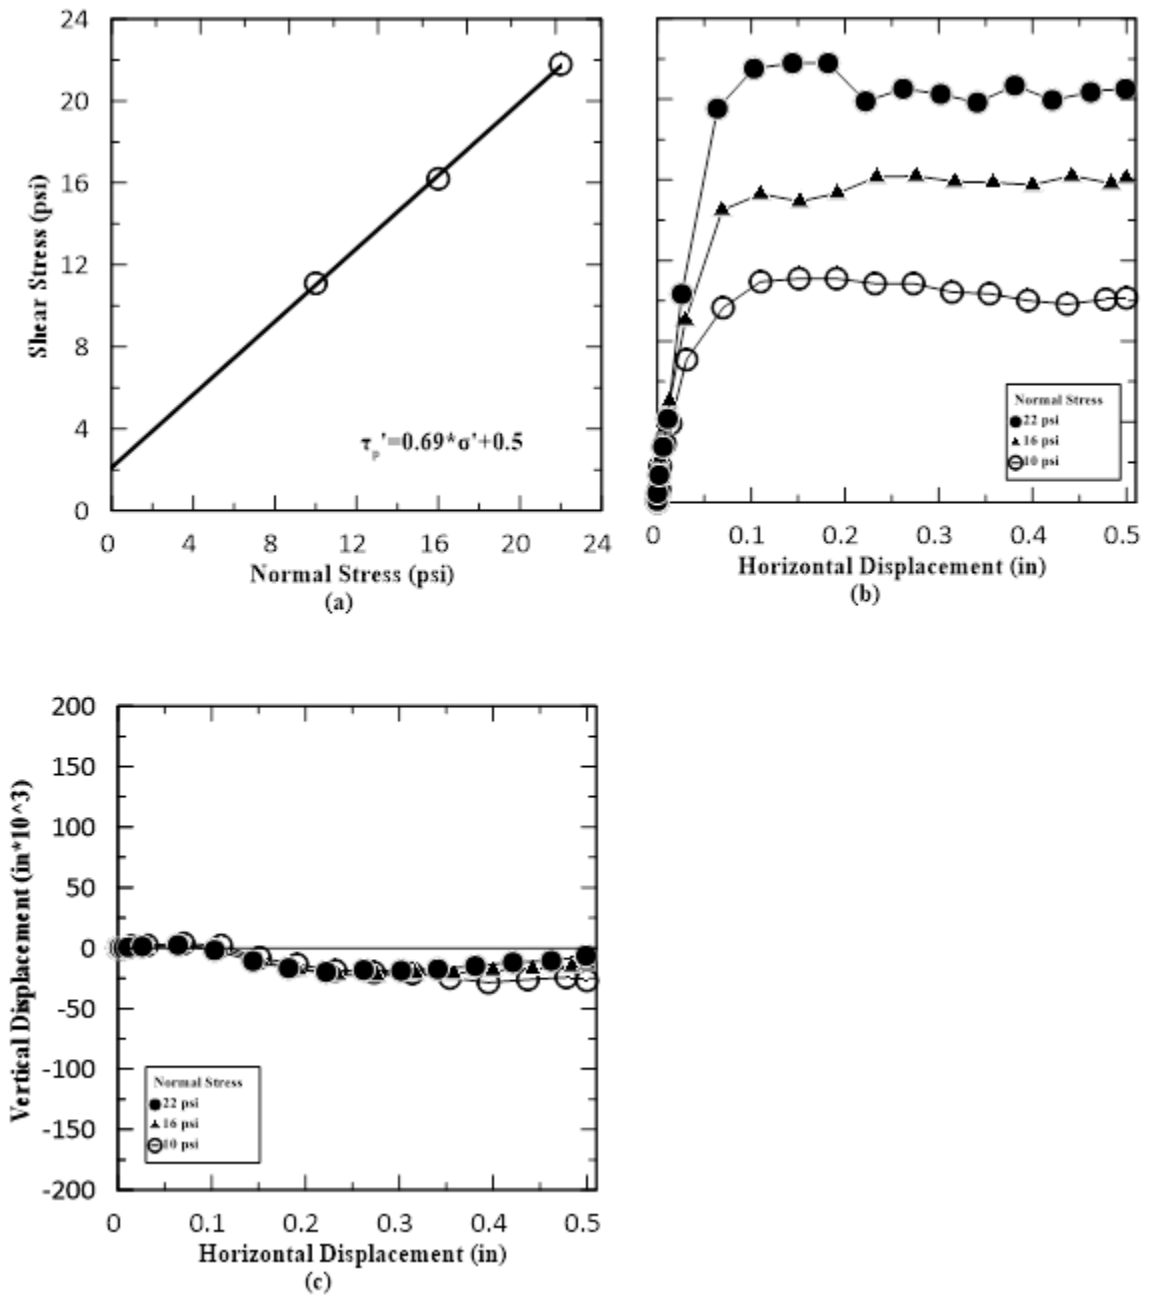 24
20
16
12
8
4
0
Shear Stress (psi)
τp'=0.69*σ'+0.5
0 4 8 12 16 20 24
Normal Stress (psi)
(a)
Normal Stress
22 psi
16 psi
10 psi
0 0.1 0.2 0.3 0.4 0.5
Horizontal Displacement (in)
(b)
200
150
100
50
0
-50
-100
-150
-200
Vertical Displacement (in*10^3)
Normal Stress
22 psi
16 psi
10 psi
0 0.1 0.2 0.3 0.4 0.5
Horizontal Displacement (in)
(c)